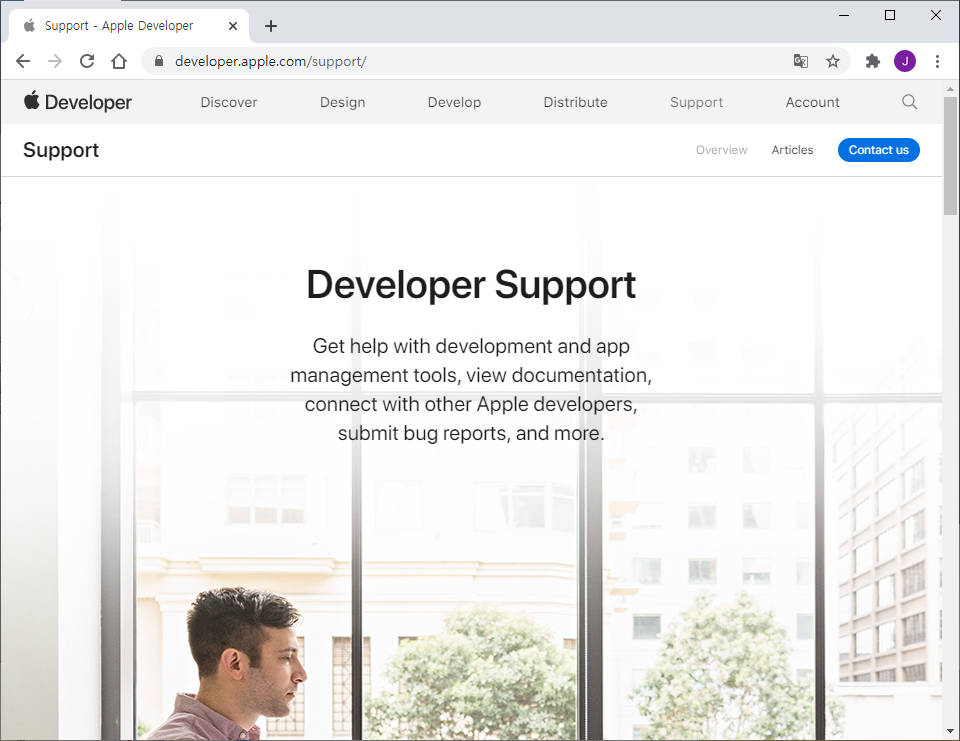 Support - Apple Developer
developer.apple.com/support/
J
Developer Discover Design Develop Distribute Support Account
Support Overview Articles Contact us
Developer Support
Get help with development and app
management tools, view documentation,
connect with other Apple developers,
submit bug reports, and more.